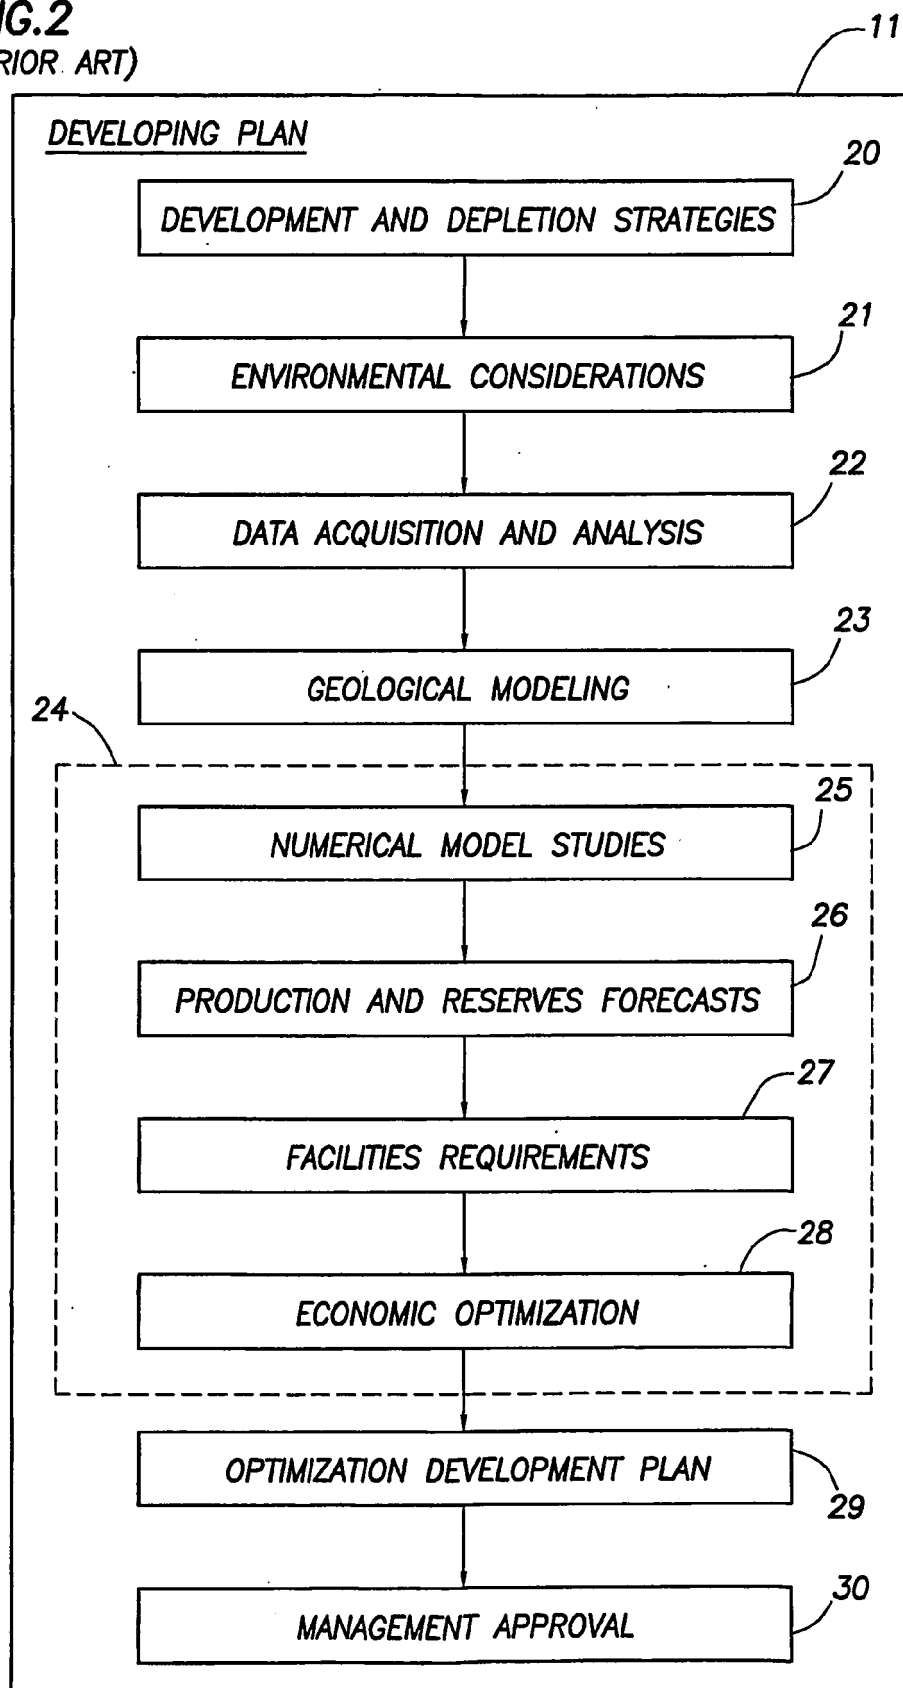 IG.2
RIOR ART)
11
DEVELOPING PLAN
20
DEVELOPMENT AND DEPLETION STRATEGIES
21
ENVIRONMENTAL CONSIDERATIONS
22
DATA ACQUISITION AND ANALYSIS
23
GEOLOGICAL MODELING
24
25
NUMERICAL MODEL STUDIES
26
PRODUCTION AND RESERVES FORECASTS
27
FACILITIES REQUIREMENTS
28
ECONOMIC OPTIMIZATION
OPTIMIZATION DEVELOPMENT PLAN
29
30
MANAGEMENT APPROVAL